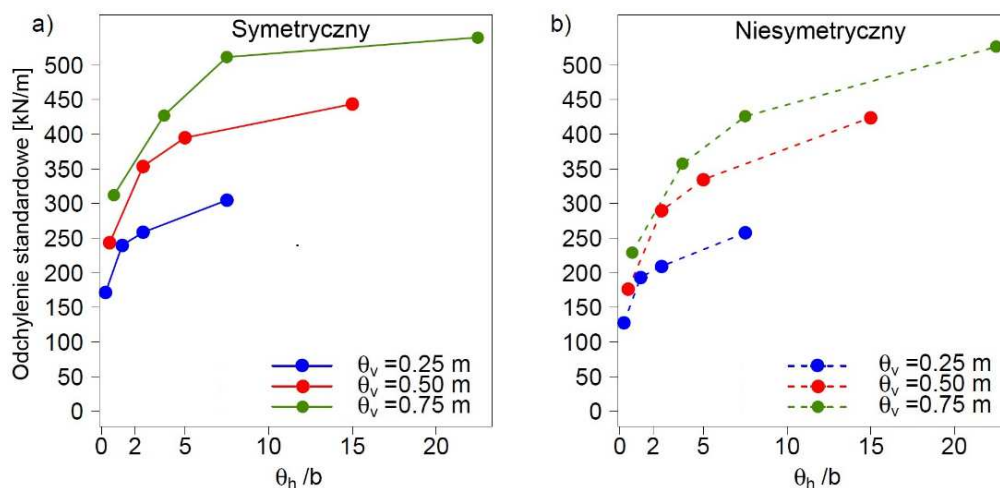 a) Symetryczny
Odchylenie standardowe [kN/m]
500
450
400
350
300
250
200
150
100
50
0
θv =0.25 m
θv =0.50 m
θv =0.75 m
0 2 5 10 15 20
θh /b
b) Niesymetryczny
500
450
400
350
300
250
200
150
100
50
0
θv =0.25 m
θv =0.50 m
θv =0.75 m
0 2 5 10 15 20
θh /b